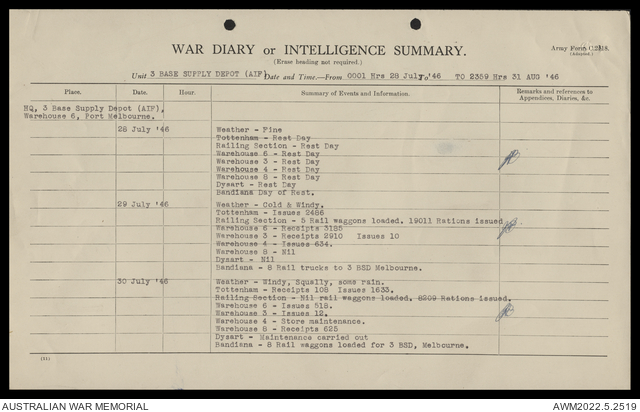 WAR DIARY or INTELLIGENCE SUMMARY.
(Erase heading not required.)
Army Form C.2118.
(Adapted.)
Unit 3 BASE SUPPLY DEPOT (AIF) Date and Time.—From 0001 Hrs 28 July '46 TO 2359 Hrs 31 AUG '46
Place. Date Hour. Summary of Events and Information. Remarks and references to Appendices, Diaries, &c.
HQ, 3 Base Supply Depot (AIF),
Warehouse 6, Port Melbourne.
28 July '46 Weather - Fine
Tottenham - Rest Day
Railing Section - Rest Day
Warehouse 6 - Rest Day
Warehouse 3 - Rest Day
Warehouse 4 - Rest Day
Warehouse 8 - Rest Day
Dysart - Rest Day
Bandiana Day of Rest.
29 July '46 Weather - Cold & Windy.
Tottenham - Issues 2486
Railing Section - 5 Rail waggons loaded. 19011 Rations issued
Warehouse 6 - Receipts 3185
Warehouse 3 - Receipts 2910 Issues 10
Warehouse 4 - Issues 634.
Warehouse 8 - Nil
Dysart - Nil
Bandiana - 8 Rail trucks to 3 BSD Melbourne.
30 July '46 Weather - Windy, Squally, some rain.
Tottenham - Receipts 108 Issues 1633.
Railing Section - Nil rail waggons loaded. 8209 Rations issued.
Warehouse 6 - Issues 518.
Warehouse 3 - Issues 12.
Warehouse 4 - Store maintenance.
Warehouse 8 - Receipts 625
Dysart - Maintenance carried out
Bandiana - 8 Rail waggons loaded for 3 BSD, Melbourne.
AUSTRALIAN WAR MEMORIAL AWM2022.5.2519